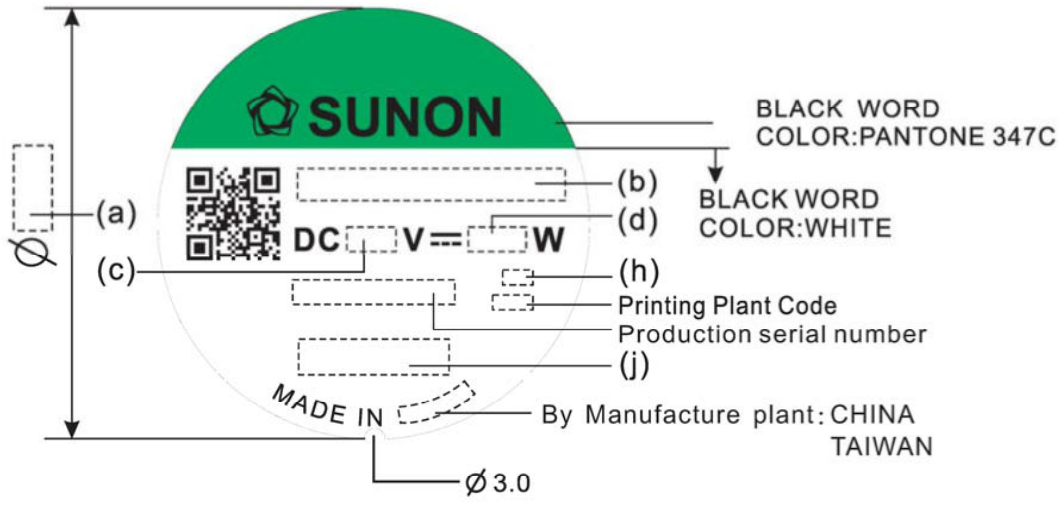 SUNON
BLACK WORD
COLOR:PANTONE 347C
(b)
BLACK WORD
COLOR:WHITE
(a)
Ø
DC V W
(d)
(c)
(h)
Printing Plant Code
Production serial number
(j)
MADE IN
By Manufacture plant: CHINA
TAIWAN
Ø 3.0